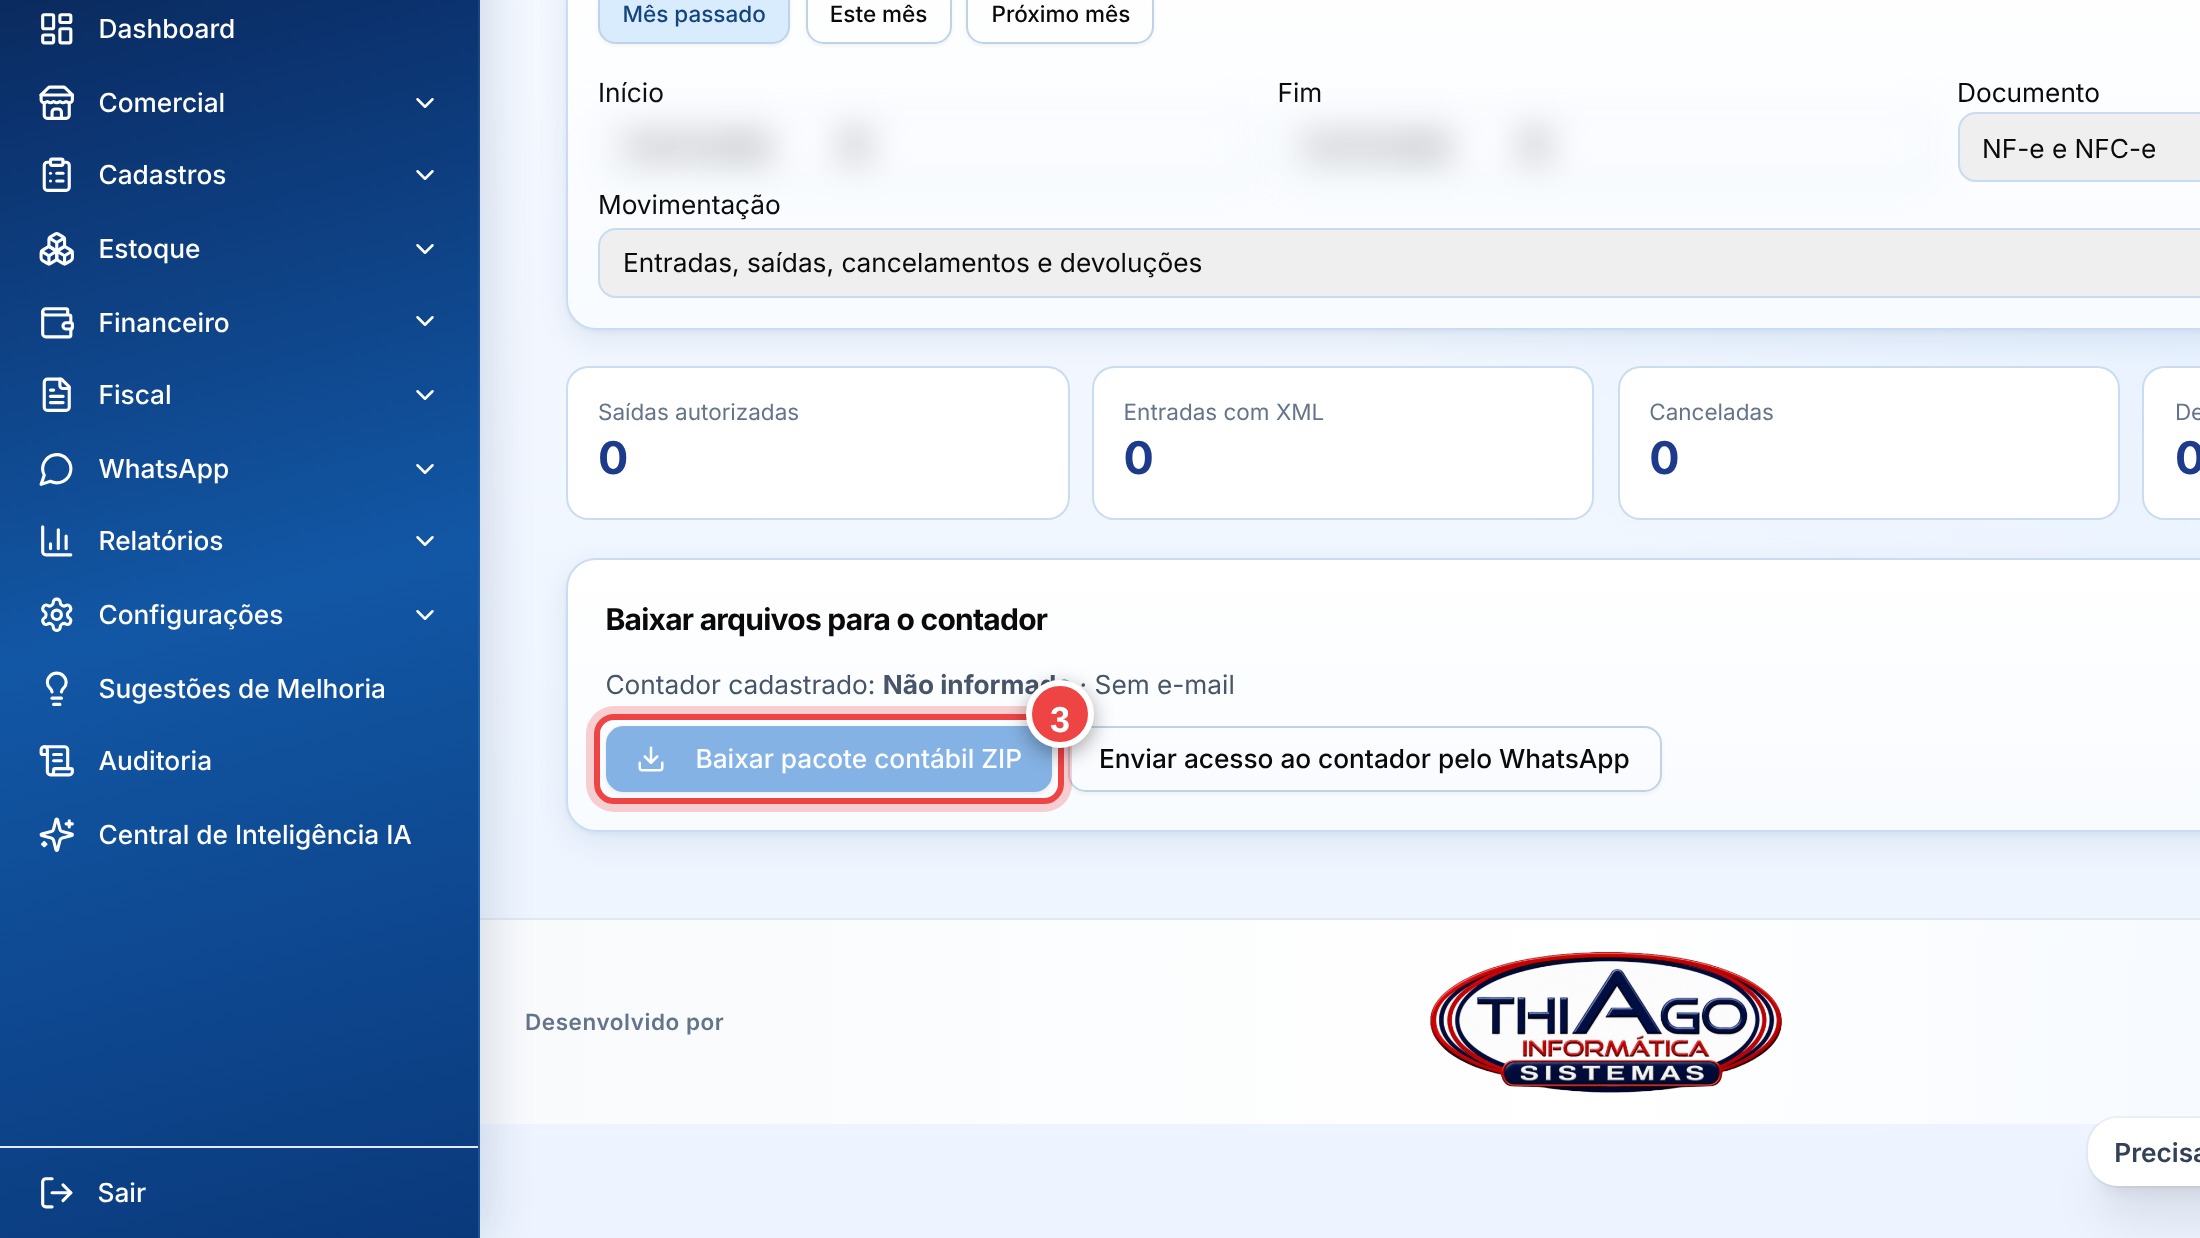 Dashboard
Comercial
Cadastros
Estoque
Financeiro
Fiscal
WhatsApp
Relatórios
Configurações
Sugestões de Melhoria
Auditoria
Central de Inteligência IA
Sair
Mês passado
Este mês
Próximo mês
Início
Fim
Documento
NF-e e NFC-e
Movimentação
Entradas, saídas, cancelamentos e devoluções
Saídas autorizadas
0
Entradas com XML
0
Canceladas
0
De
0
Baixar arquivos para o contador
Contador cadastrado: Não informado · Sem e-mail
3
Baixar pacote contábil ZIP
Enviar acesso ao contador pelo WhatsApp
Desenvolvido por
THIAGO
INFORMÁTICA
SISTEMAS
Precisa